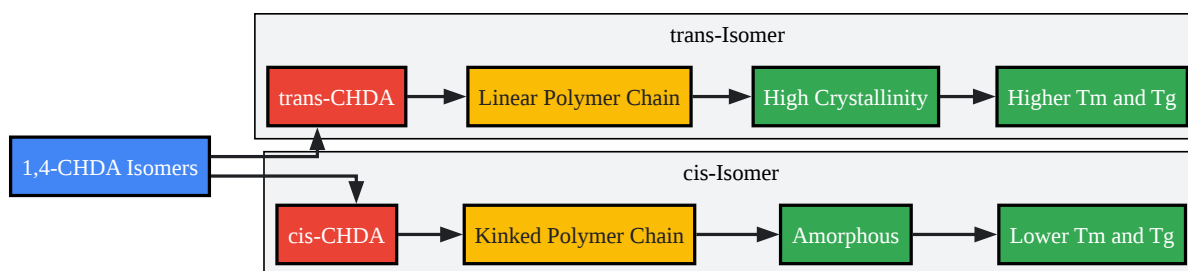 trans-Isomer
trans-CHDA
Linear Polymer Chain
High Crystallinity
Higher Tm and Tg
1,4-CHDA Isomers
cis-Isomer
cis-CHDA
Kinked Polymer Chain
Amorphous
Lower Tm and Tg